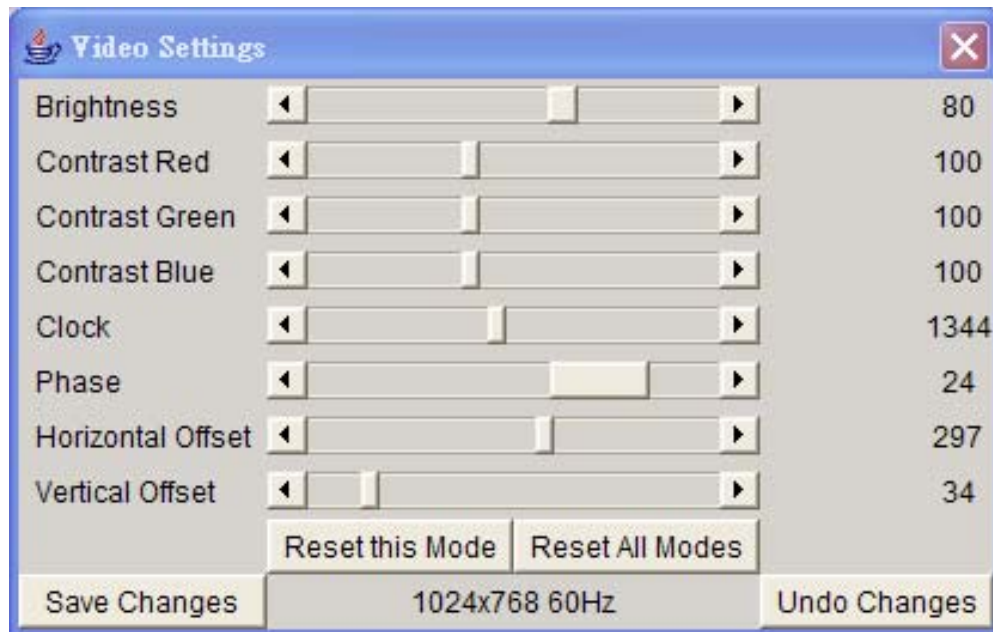 Video Settings
Brightness 80
Contrast Red 100
Contrast Green 100
Contrast Blue 100
Clock 1344
Phase 24
Horizontal Offset 297
Vertical Offset 34
Reset this Mode Reset All Modes
Save Changes 1024x768 60Hz Undo Changes